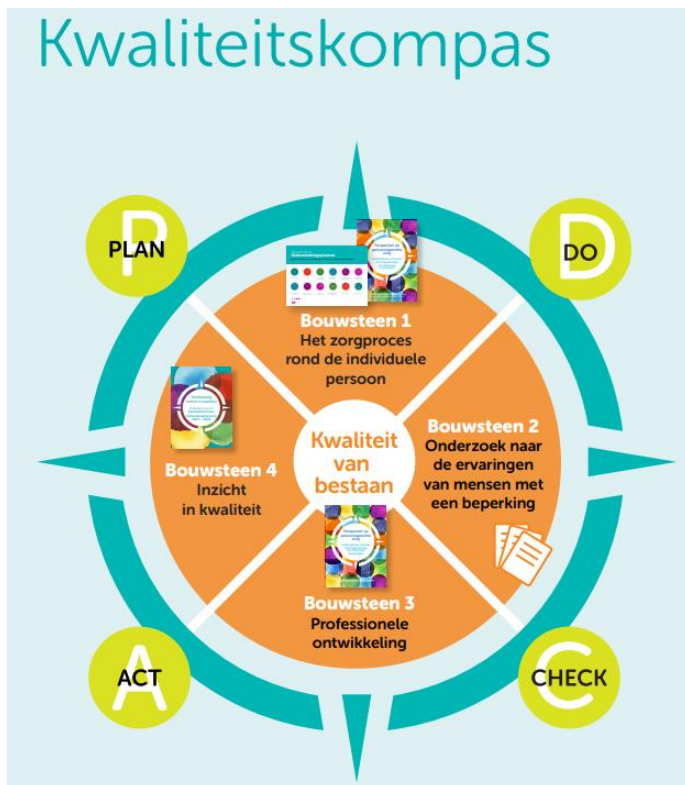 Kwaliteitskompas
PLAN
DO
Bouwsteen 1
Het zorgproces
rond de individuele
persoon
Bouwsteen 2
Onderzoek naar
de ervaringen
van mensen met
een beperking
Kwaliteit
van
bestaan
Bouwsteen 4
Inzicht
in kwaliteit
Bouwsteen 3
Professionele
ontwikkeling
ACT
CHECK